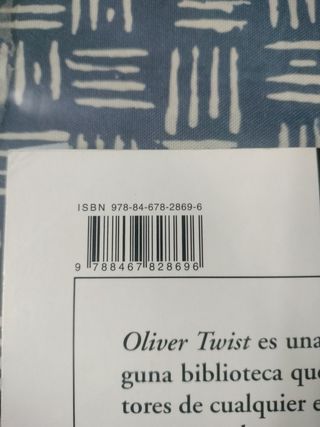 ISBN 978-84-678-2869-6
9 788467 828696
Oliver Twist es una
guna biblioteca que
tores de cualquier e